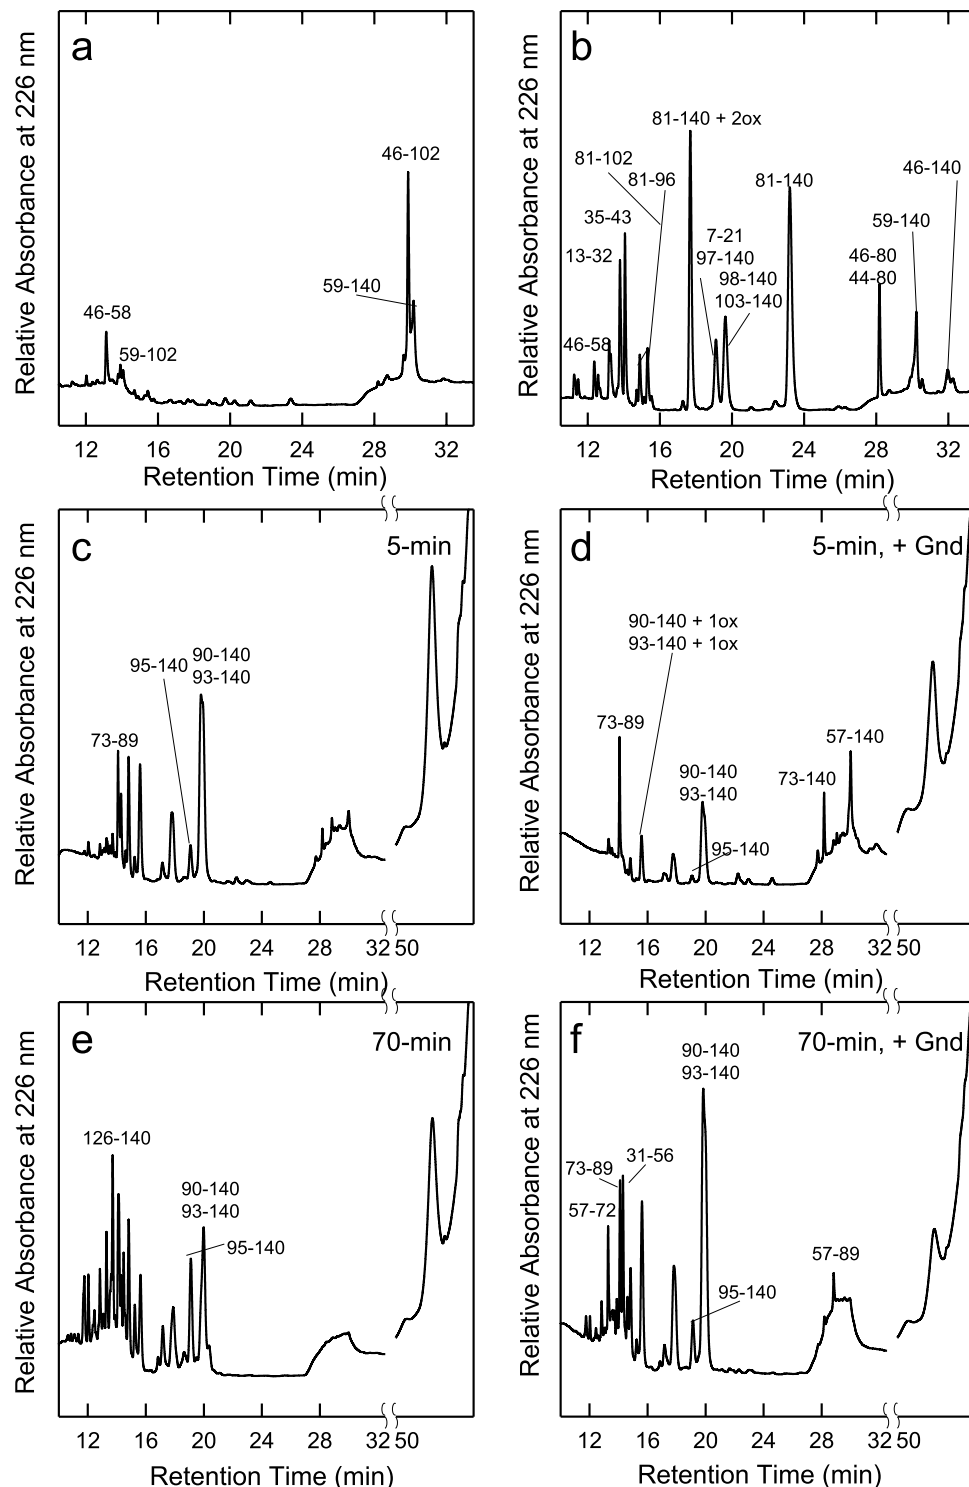 a
Relative Absorbance at 226 nm
46-102
59-140
46-58
59-102
12 16 20 24 28 32
Retention Time (min)
b
Relative Absorbance at 226 nm
81-140 + 2ox
81-102
81-96
46-140
81-140
35-43
59-140
7-21
13-32
97-140
46-80
98-140
44-80
103-140
46-58
12 16 20 24 28 32
Retention Time (min)
c
5-min
Relative Absorbance at 226 nm
90-140
95-140
93-140
73-89
12 16 20 24 28 32 50
Retention Time (min)
d
5-min, + Gnd
Relative Absorbance at 226 nm
90-140 + 1ox
93-140 + 1ox
73-89
57-140
90-140
73-140
93-140
95-140
12 16 20 24 28 32 50
Retention Time (min)
e
70-min
Relative Absorbance at 226 nm
126-140
90-140
93-140
95-140
12 16 20 24 28 32 50
Retention Time (min)
f
70-min, + Gnd
Relative Absorbance at 226 nm
90-140
93-140
31-56
73-89
57-72
57-89
95-140
12 16 20 24 28 32 50
Retention Time (min)